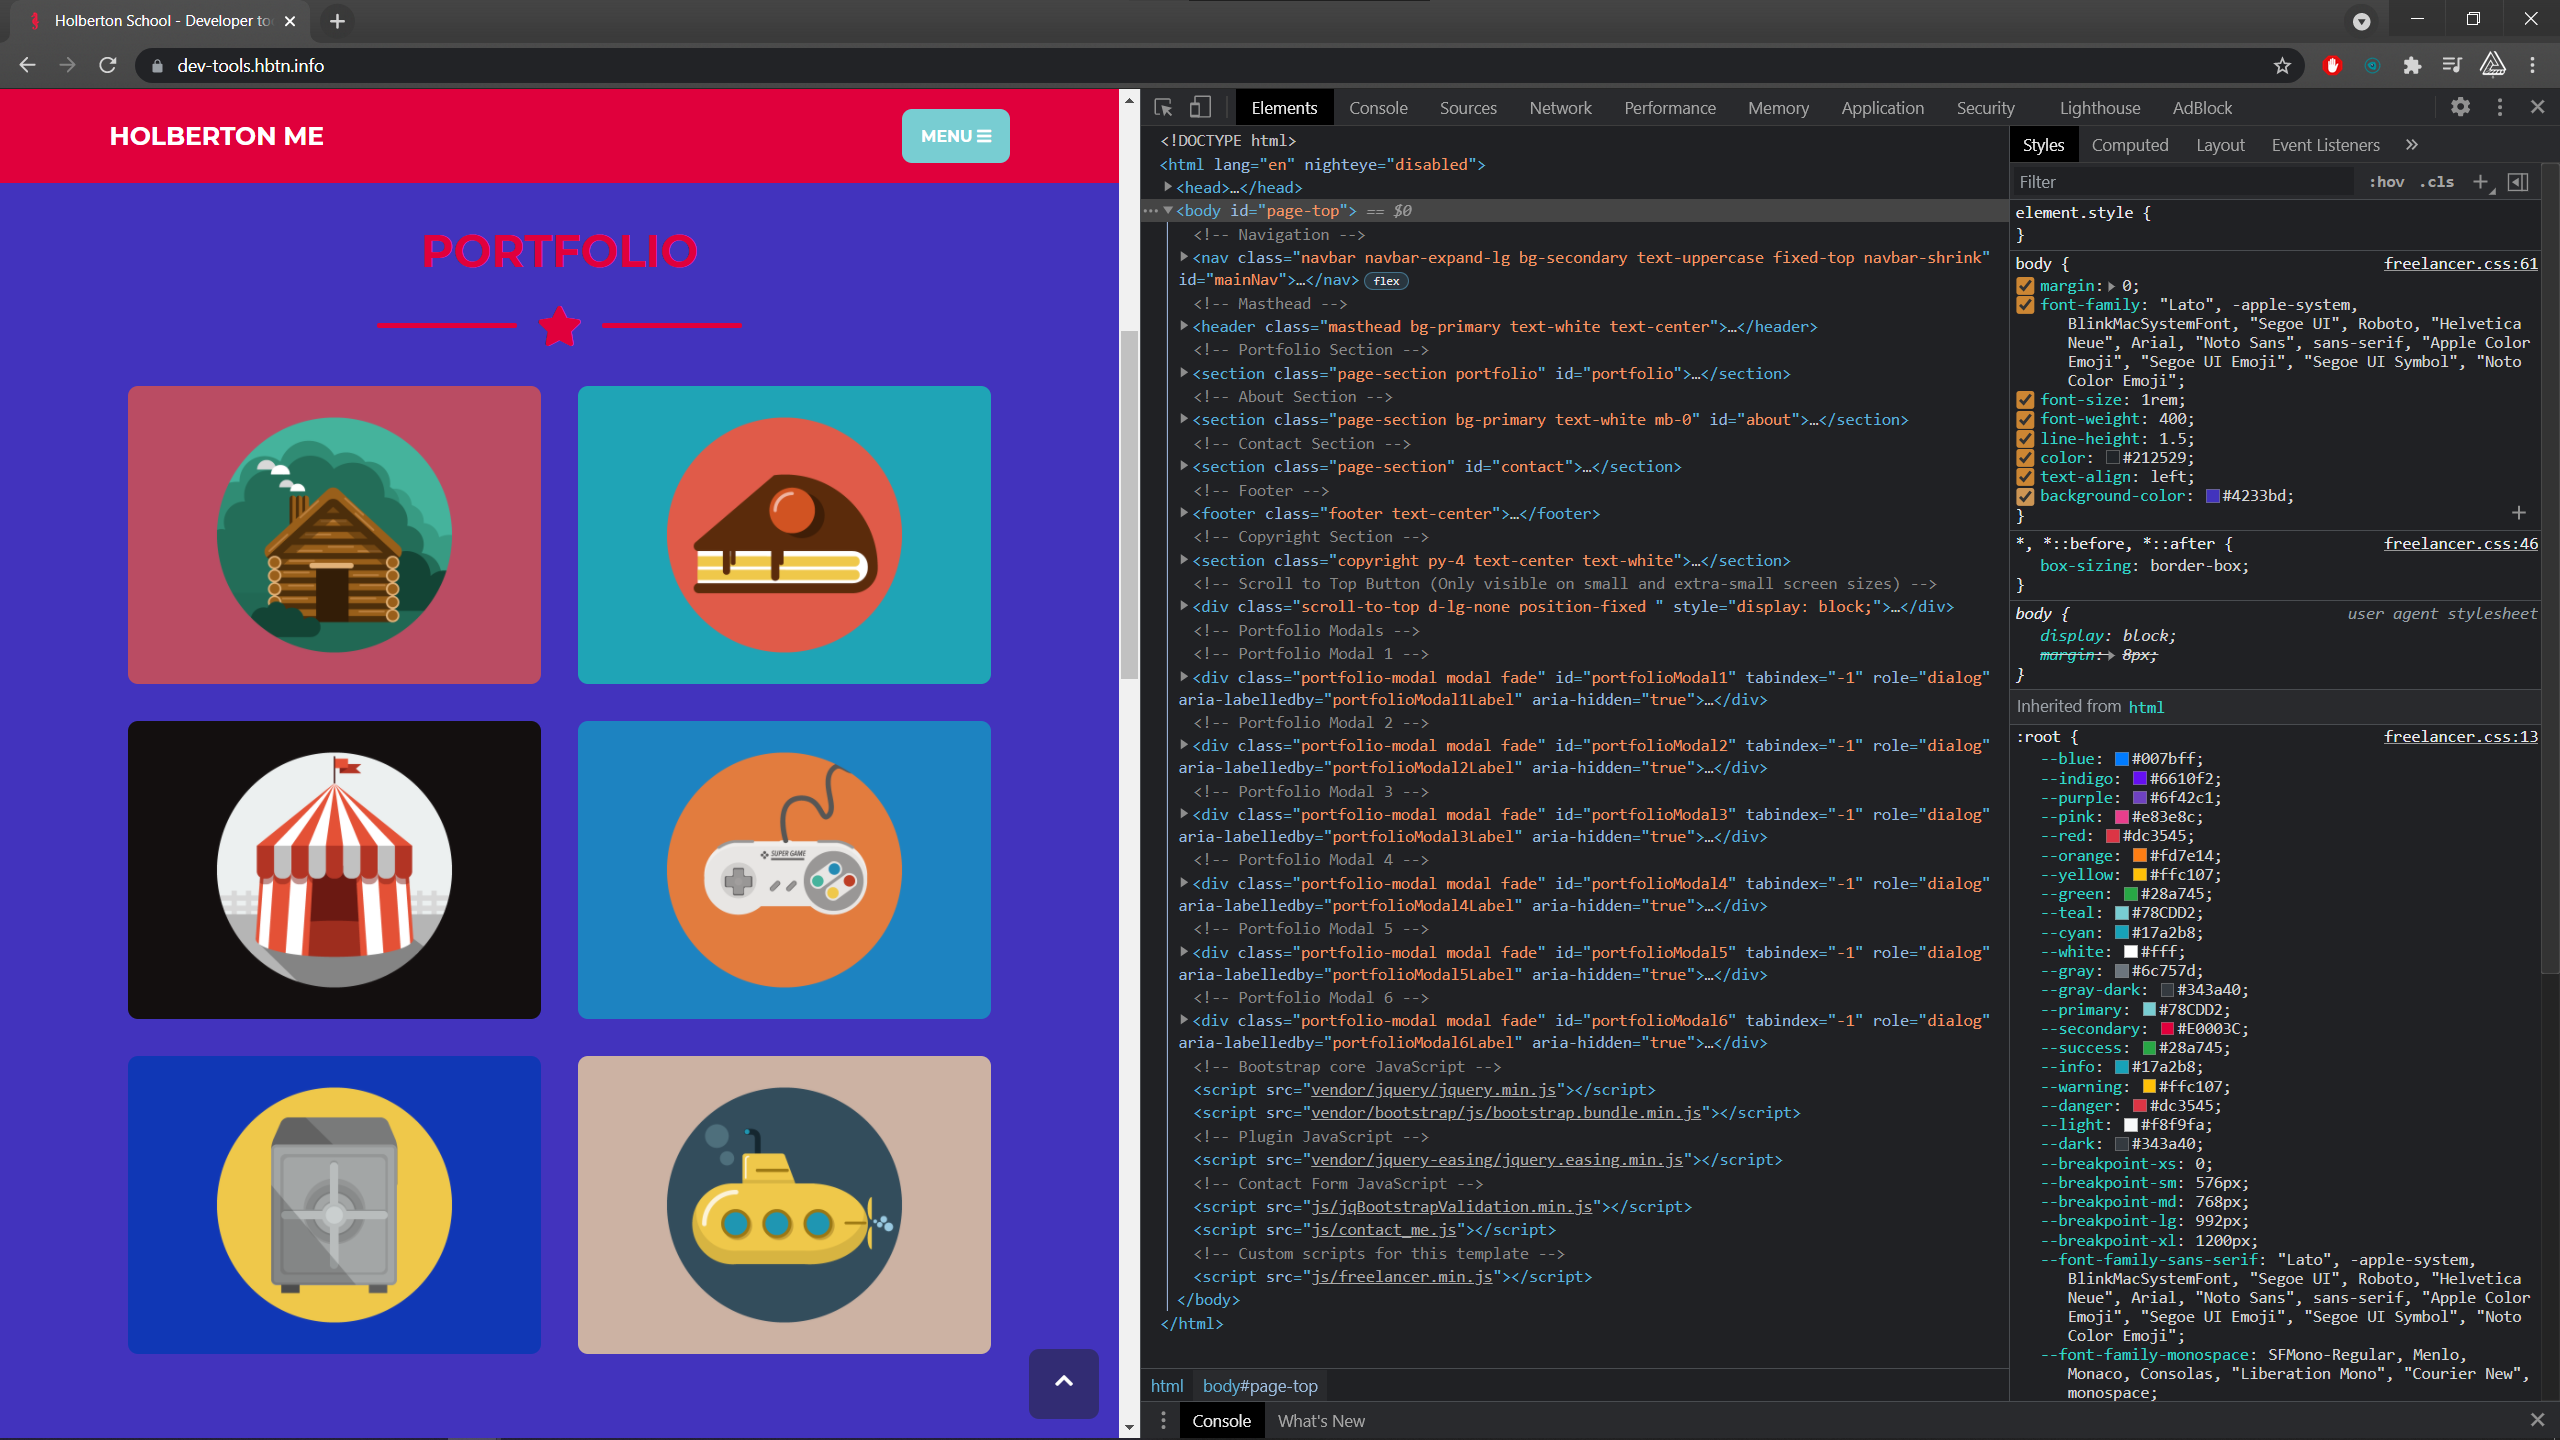 Holberton School - Developer to
dev-tools.hbtn.info
HOLBERTON ME
MENU
PORTFOLIO
SUPER GAME
Elements Console Sources Network Performance Memory Application Security Lighthouse AdBlock
<!DOCTYPE html>
<html lang="en" nighteye="disabled">
<head>…</head>
<body id="page-top"> == $0
<!-- Navigation -->
<nav class="navbar navbar-expand-lg bg-secondary text-uppercase fixed-top navbar-shrink"
id="mainNav">…</nav> flex
<!-- Masthead -->
<header class="masthead bg-primary text-white text-center">…</header>
<!-- Portfolio Section -->
<section class="page-section portfolio" id="portfolio">…</section>
<!-- About Section -->
<section class="page-section bg-primary text-white mb-0" id="about">…</section>
<!-- Contact Section -->
<section class="page-section" id="contact">…</section>
<!-- Footer -->
<footer class="footer text-center">…</footer>
<!-- Copyright Section -->
<section class="copyright py-4 text-center text-white">…</section>
<!-- Scroll to Top Button (Only visible on small and extra-small screen sizes) -->
<div class="scroll-to-top d-lg-none position-fixed " style="display: block;">…</div>
<!-- Portfolio Modals -->
<!-- Portfolio Modal 1 -->
<div class="portfolio-modal modal fade" id="portfolioModal1" tabindex="-1" role="dialog"
aria-labelledby="portfolioModal1Label" aria-hidden="true">…</div>
<!-- Portfolio Modal 2 -->
<div class="portfolio-modal modal fade" id="portfolioModal2" tabindex="-1" role="dialog"
aria-labelledby="portfolioModal2Label" aria-hidden="true">…</div>
<!-- Portfolio Modal 3 -->
<div class="portfolio-modal modal fade" id="portfolioModal3" tabindex="-1" role="dialog"
aria-labelledby="portfolioModal3Label" aria-hidden="true">…</div>
<!-- Portfolio Modal 4 -->
<div class="portfolio-modal modal fade" id="portfolioModal4" tabindex="-1" role="dialog"
aria-labelledby="portfolioModal4Label" aria-hidden="true">…</div>
<!-- Portfolio Modal 5 -->
<div class="portfolio-modal modal fade" id="portfolioModal5" tabindex="-1" role="dialog"
aria-labelledby="portfolioModal5Label" aria-hidden="true">…</div>
<!-- Portfolio Modal 6 -->
<div class="portfolio-modal modal fade" id="portfolioModal6" tabindex="-1" role="dialog"
aria-labelledby="portfolioModal6Label" aria-hidden="true">…</div>
<!-- Bootstrap core JavaScript -->
<script src="vendor/jquery/jquery.min.js"></script>
<script src="vendor/bootstrap/js/bootstrap.bundle.min.js"></script>
<!-- Plugin JavaScript -->
<script src="vendor/jquery-easing/jquery.easing.min.js"></script>
<!-- Contact Form JavaScript -->
<script src="js/jqBootstrapValidation.min.js"></script>
<script src="js/contact_me.js"></script>
<!-- Custom scripts for this template -->
<script src="js/freelancer.min.js"></script>
</body>
</html>
html body#page-top
Console What's New
Styles Computed Layout Event Listeners
Filter :hov .cls
element.style {
}
body { freelancer.css:61
margin: 0;
font-family: "Lato", -apple-system,
BlinkMacSystemFont, "Segoe UI", Roboto, "Helvetica
Neue", Arial, "Noto Sans", sans-serif, "Apple Color
Emoji", "Segoe UI Emoji", "Segoe UI Symbol", "Noto
Color Emoji";
font-size: 1rem;
font-weight: 400;
line-height: 1.5;
color: #212529;
text-align: left;
background-color: #4233bd;
}
*, *::before, *::after { freelancer.css:46
box-sizing: border-box;
}
body { user agent stylesheet
display: block;
margin: 8px;
}
Inherited from html
:root { freelancer.css:13
--blue: #007bff;
--indigo: #6610f2;
--purple: #6f42c1;
--pink: #e83e8c;
--red: #dc3545;
--orange: #fd7e14;
--yellow: #ffc107;
--green: #28a745;
--teal: #78CDD2;
--cyan: #17a2b8;
--white: #fff;
--gray: #6c757d;
--gray-dark: #343a40;
--primary: #78CDD2;
--secondary: #E0003C;
--success: #28a745;
--info: #17a2b8;
--warning: #ffc107;
--danger: #dc3545;
--light: #f8f9fa;
--dark: #343a40;
--breakpoint-xs: 0;
--breakpoint-sm: 576px;
--breakpoint-md: 768px;
--breakpoint-lg: 992px;
--breakpoint-xl: 1200px;
--font-family-sans-serif: "Lato", -apple-system,
BlinkMacSystemFont, "Segoe UI", Roboto, "Helvetica
Neue", Arial, "Noto Sans", sans-serif, "Apple Color
Emoji", "Segoe UI Emoji", "Segoe UI Symbol", "Noto
Color Emoji";
--font-family-monospace: SFMono-Regular, Menlo,
Monaco, Consolas, "Liberation Mono", "Courier New",
monospace;